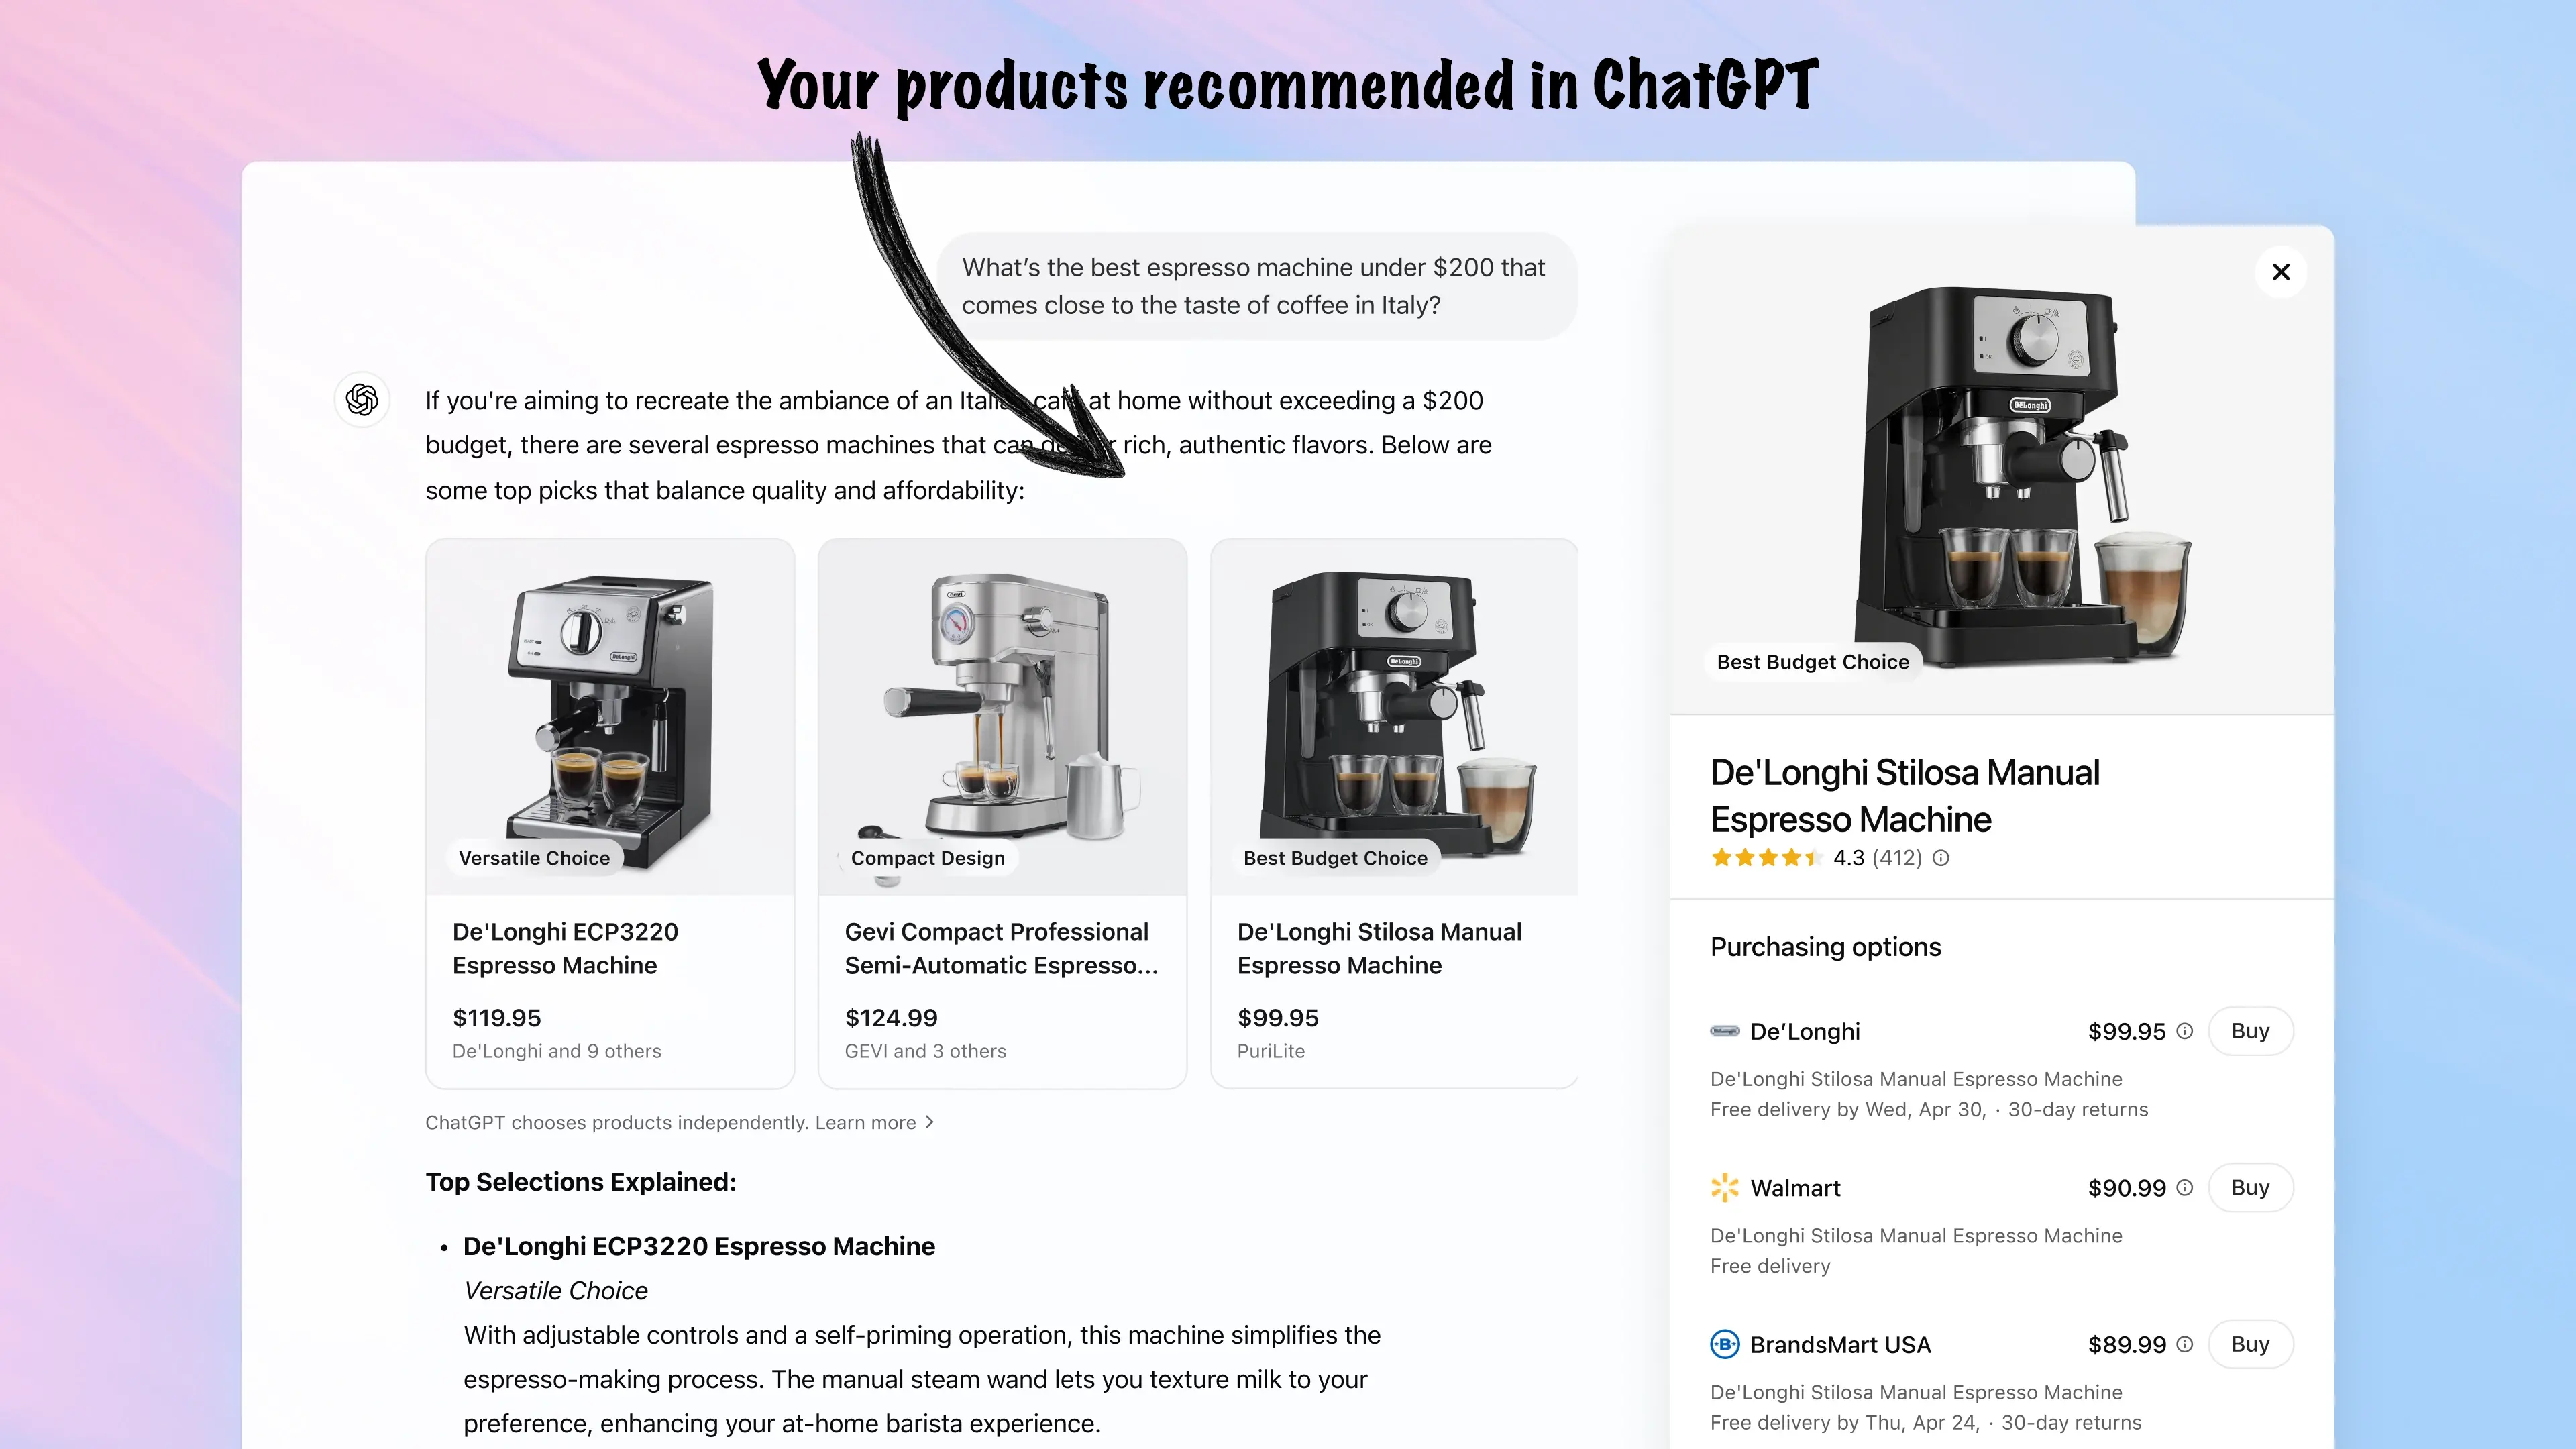 Your products recommended in ChatGPT
What's the best espresso machine under $200 that
comes close to the taste of coffee in Italy?
If you're aiming to recreate the ambiance of an Italian café at home without exceeding a $200
budget, there are several espresso machines that can rich, authentic flavors. Below are
some top picks that balance quality and affordability:
DeLonghi
Versatile Choice
De'Longhi ECP3220
Espresso Machine
$119.95
De'Longhi and 9 others
GEVI
Compact Design
Gevi Compact Professional
Semi-Automatic Espresso...
$124.99
GEVI and 3 others
DeLonghi
Best Budget Choice
De'Longhi Stilosa Manual
Espresso Machine
$99.95
PuriLite
ChatGPT chooses products independently. Learn more >
Top Selections Explained:
• De'Longhi ECP3220 Espresso Machine
Versatile Choice
With adjustable controls and a self-priming operation, this machine simplifies the
espresso-making process. The manual steam wand lets you texture milk to your
preference, enhancing your at-home barista experience.
DeLonghi
Best Budget Choice
De'Longhi Stilosa Manual
Espresso Machine
4.3 (412)
Purchasing options
De'Longhi $99.95 Buy
De'Longhi Stilosa Manual Espresso Machine
Free delivery by Wed, Apr 30, · 30-day returns
Walmart $90.99 Buy
De'Longhi Stilosa Manual Espresso Machine
Free delivery
B BrandsMart USA $89.99 Buy
De'Longhi Stilosa Manual Espresso Machine
Free delivery by Thu, Apr 24, · 30-day returns